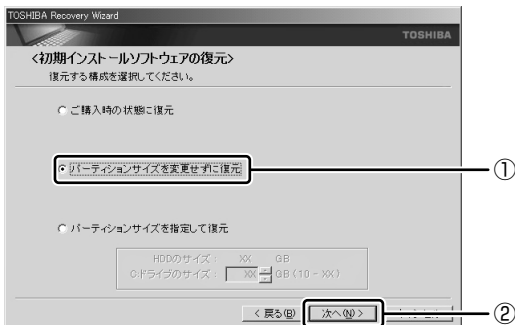 TOSHIBA Recovery Wizard
TOSHIBA
<初期インストールソフトウェアの復元>
復元する構成を選択してください。
ご購入時の状態に復元
パーティションサイズを変更せずに復元
①
パーティションサイズを指定して復元
HDDのサイズ： XX GB
C:ドライブのサイズ： XX GB (10 - XX)
< 戻る(B) 次へ(N) >
②